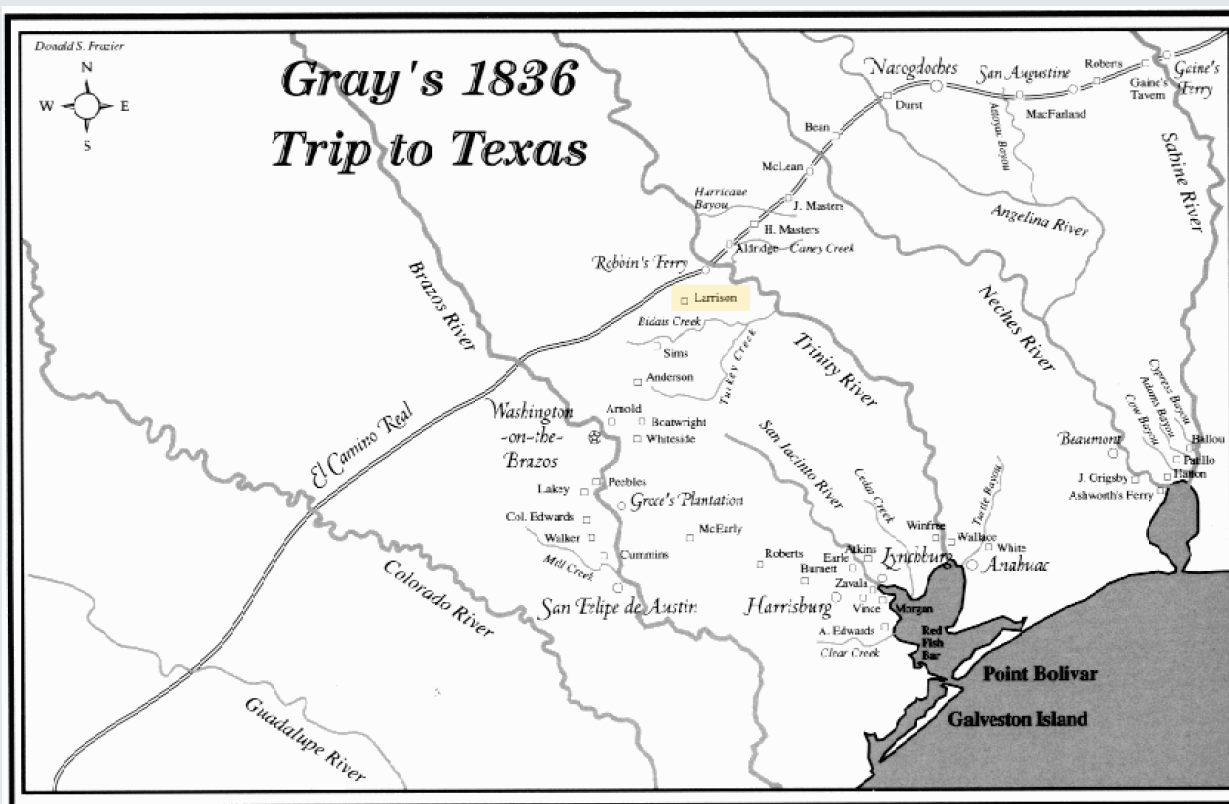 Donald S. Frazier
N
W
E
S
Gray's 1836
Trip to Texas
Nacogdoches
San Augustine
Roberts
Gaine's
Ferry
Gaine's
Tavern
Durst
MacFarland
Attoyac Bayou
Bean
McLean
Sabine River
Harricane
Bayou
J. Masters
H. Masters
Angelina River
Aldridge
Caney Creek
Robbin's Ferry
Brazos River
Larrison
Bidais Creek
Neches River
Sims
Turkey Creek
Trinity River
Anderson
Cypress Bayou
Adams Bayou
Cow Bayou
Washington
-on-the-
Brazos
Arnold
Boatwright
Whiteside
El Camino Real
San Jacinto River
Beaumont
Ballou
Patillo
Hatton
J. Grigsby
Ashworth's Ferry
Lakey
Peebles
Groce's Plantation
Cedar Creek
Turtle Bayou
Col. Edwards
McEarly
Walker
Winfree
Wallace
White
Mill Creek
Cummins
Roberts
Burnett
Earle
Atkins
Lynchburg
Anahuac
Colorado River
San Felipe de Austin
Harrisburg
Zavala
Vince
Morgan
A. Edwards
Red
Fish
Bar
Clear Creek
Point Bolivar
Guadalupe River
Galveston Island